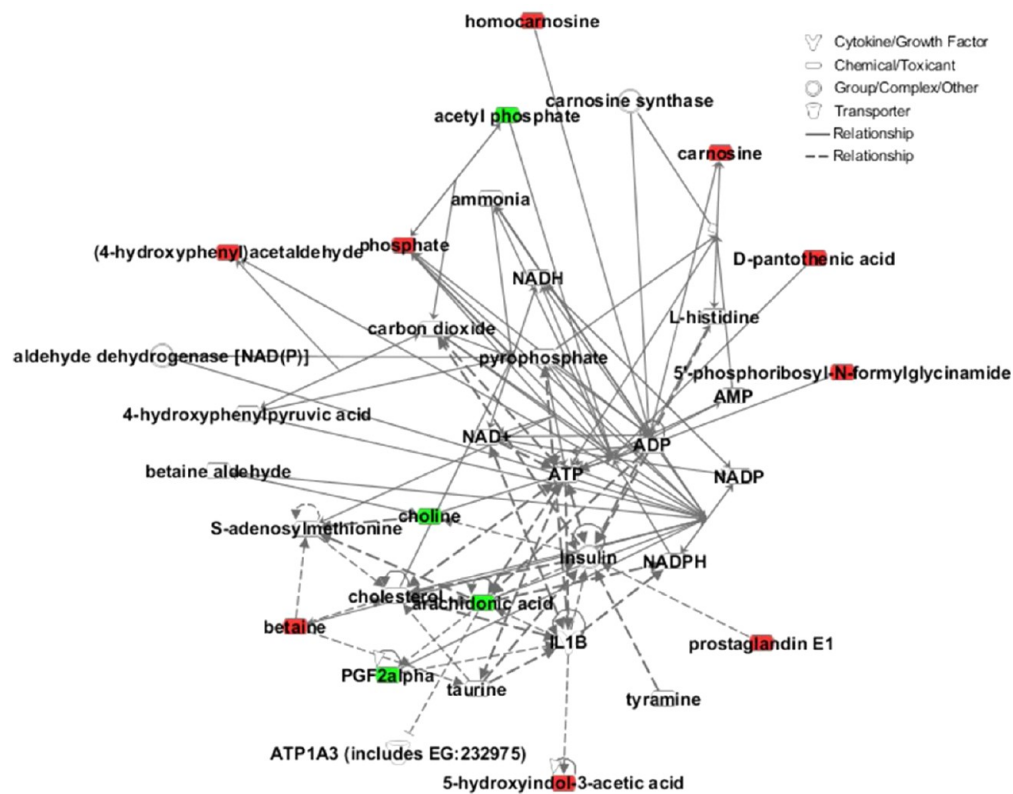 homocarnosine
Cytokine/Growth Factor
Chemical/Toxicant
Group/Complex/Other
Transporter
Relationship
Relationship
carnosine synthase
acetyl phosphate
carnosine
ammonia
phosphate
(4-hydroxyphenyl)acetaldehyde
D-pantothenic acid
NADH
L-histidine
carbon dioxide
aldehyde dehydrogenase [NAD(P)]
pyrophosphate
5'-phosphoribosyl-N-formylglycinamide
AMP
4-hydroxyphenylpyruvic acid
NAD+
ADP
betaine aldehyde
ATP
NADP
choline
S-adenosylmethionine
insulin
NADPH
cholesterol
arachidonic acid
betaine
IL1B
prostaglandin E1
PGF2alpha
taurine
tyramine
ATP1A3 (includes EG:232975)
5-hydroxyindol-3-acetic acid